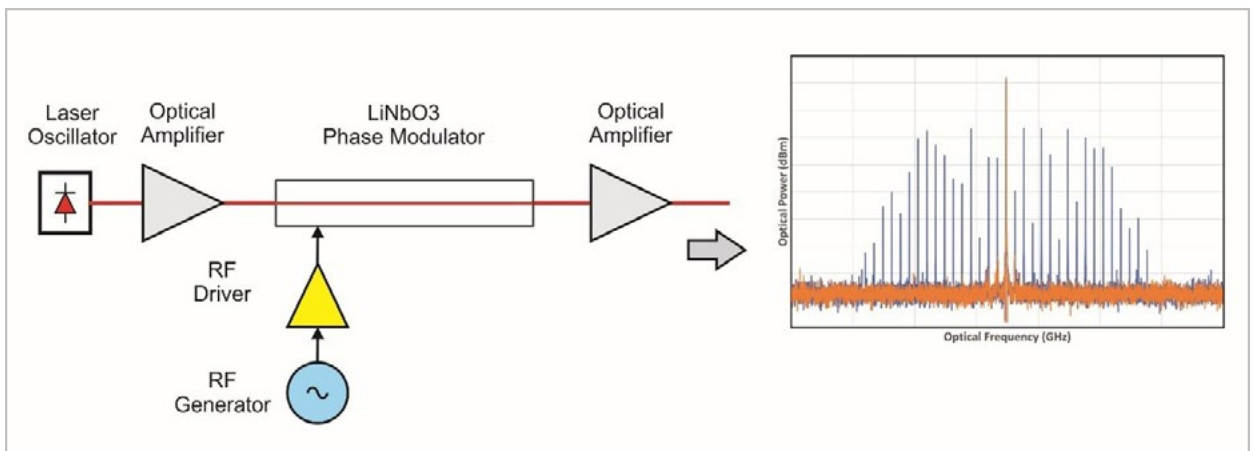 Laser
Oscillator
Optical
Amplifier
LiNbO3
Phase Modulator
Optical
Amplifier
RF
Driver
RF
Generator
Optical Power (dBm)
Optical Frequency (GHz)